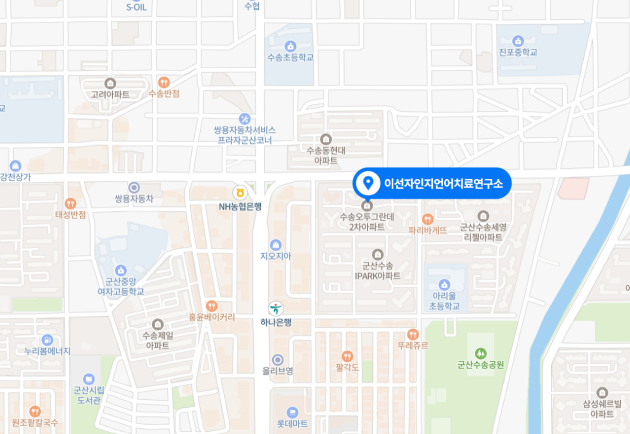 S-OIL
수협
수송초등학교
진포중학교
고려아파트
수송반점
교
쌍용자동차서비스
프라자군산코너
수송동현대
아파트
강천상가
이선자인지언어치료연구소
쌍용자동차
NH농협은행
태성반점
수송오투그란데
2차아파트
파리바게뜨
군산수송세영
리첼아파트
지오지아
군산수송
IPARK아파트
군산중앙
여자고등학교
아리울
초등학교
홍윤베이커리
하나은행
수송제일
아파트
누리봄에너지
뚜레쥬르
올리브영
팔각도
군산수송공원
군산시립
도서관
삼성쉐르빌
아파트
원조팥칼국수
롯데마트